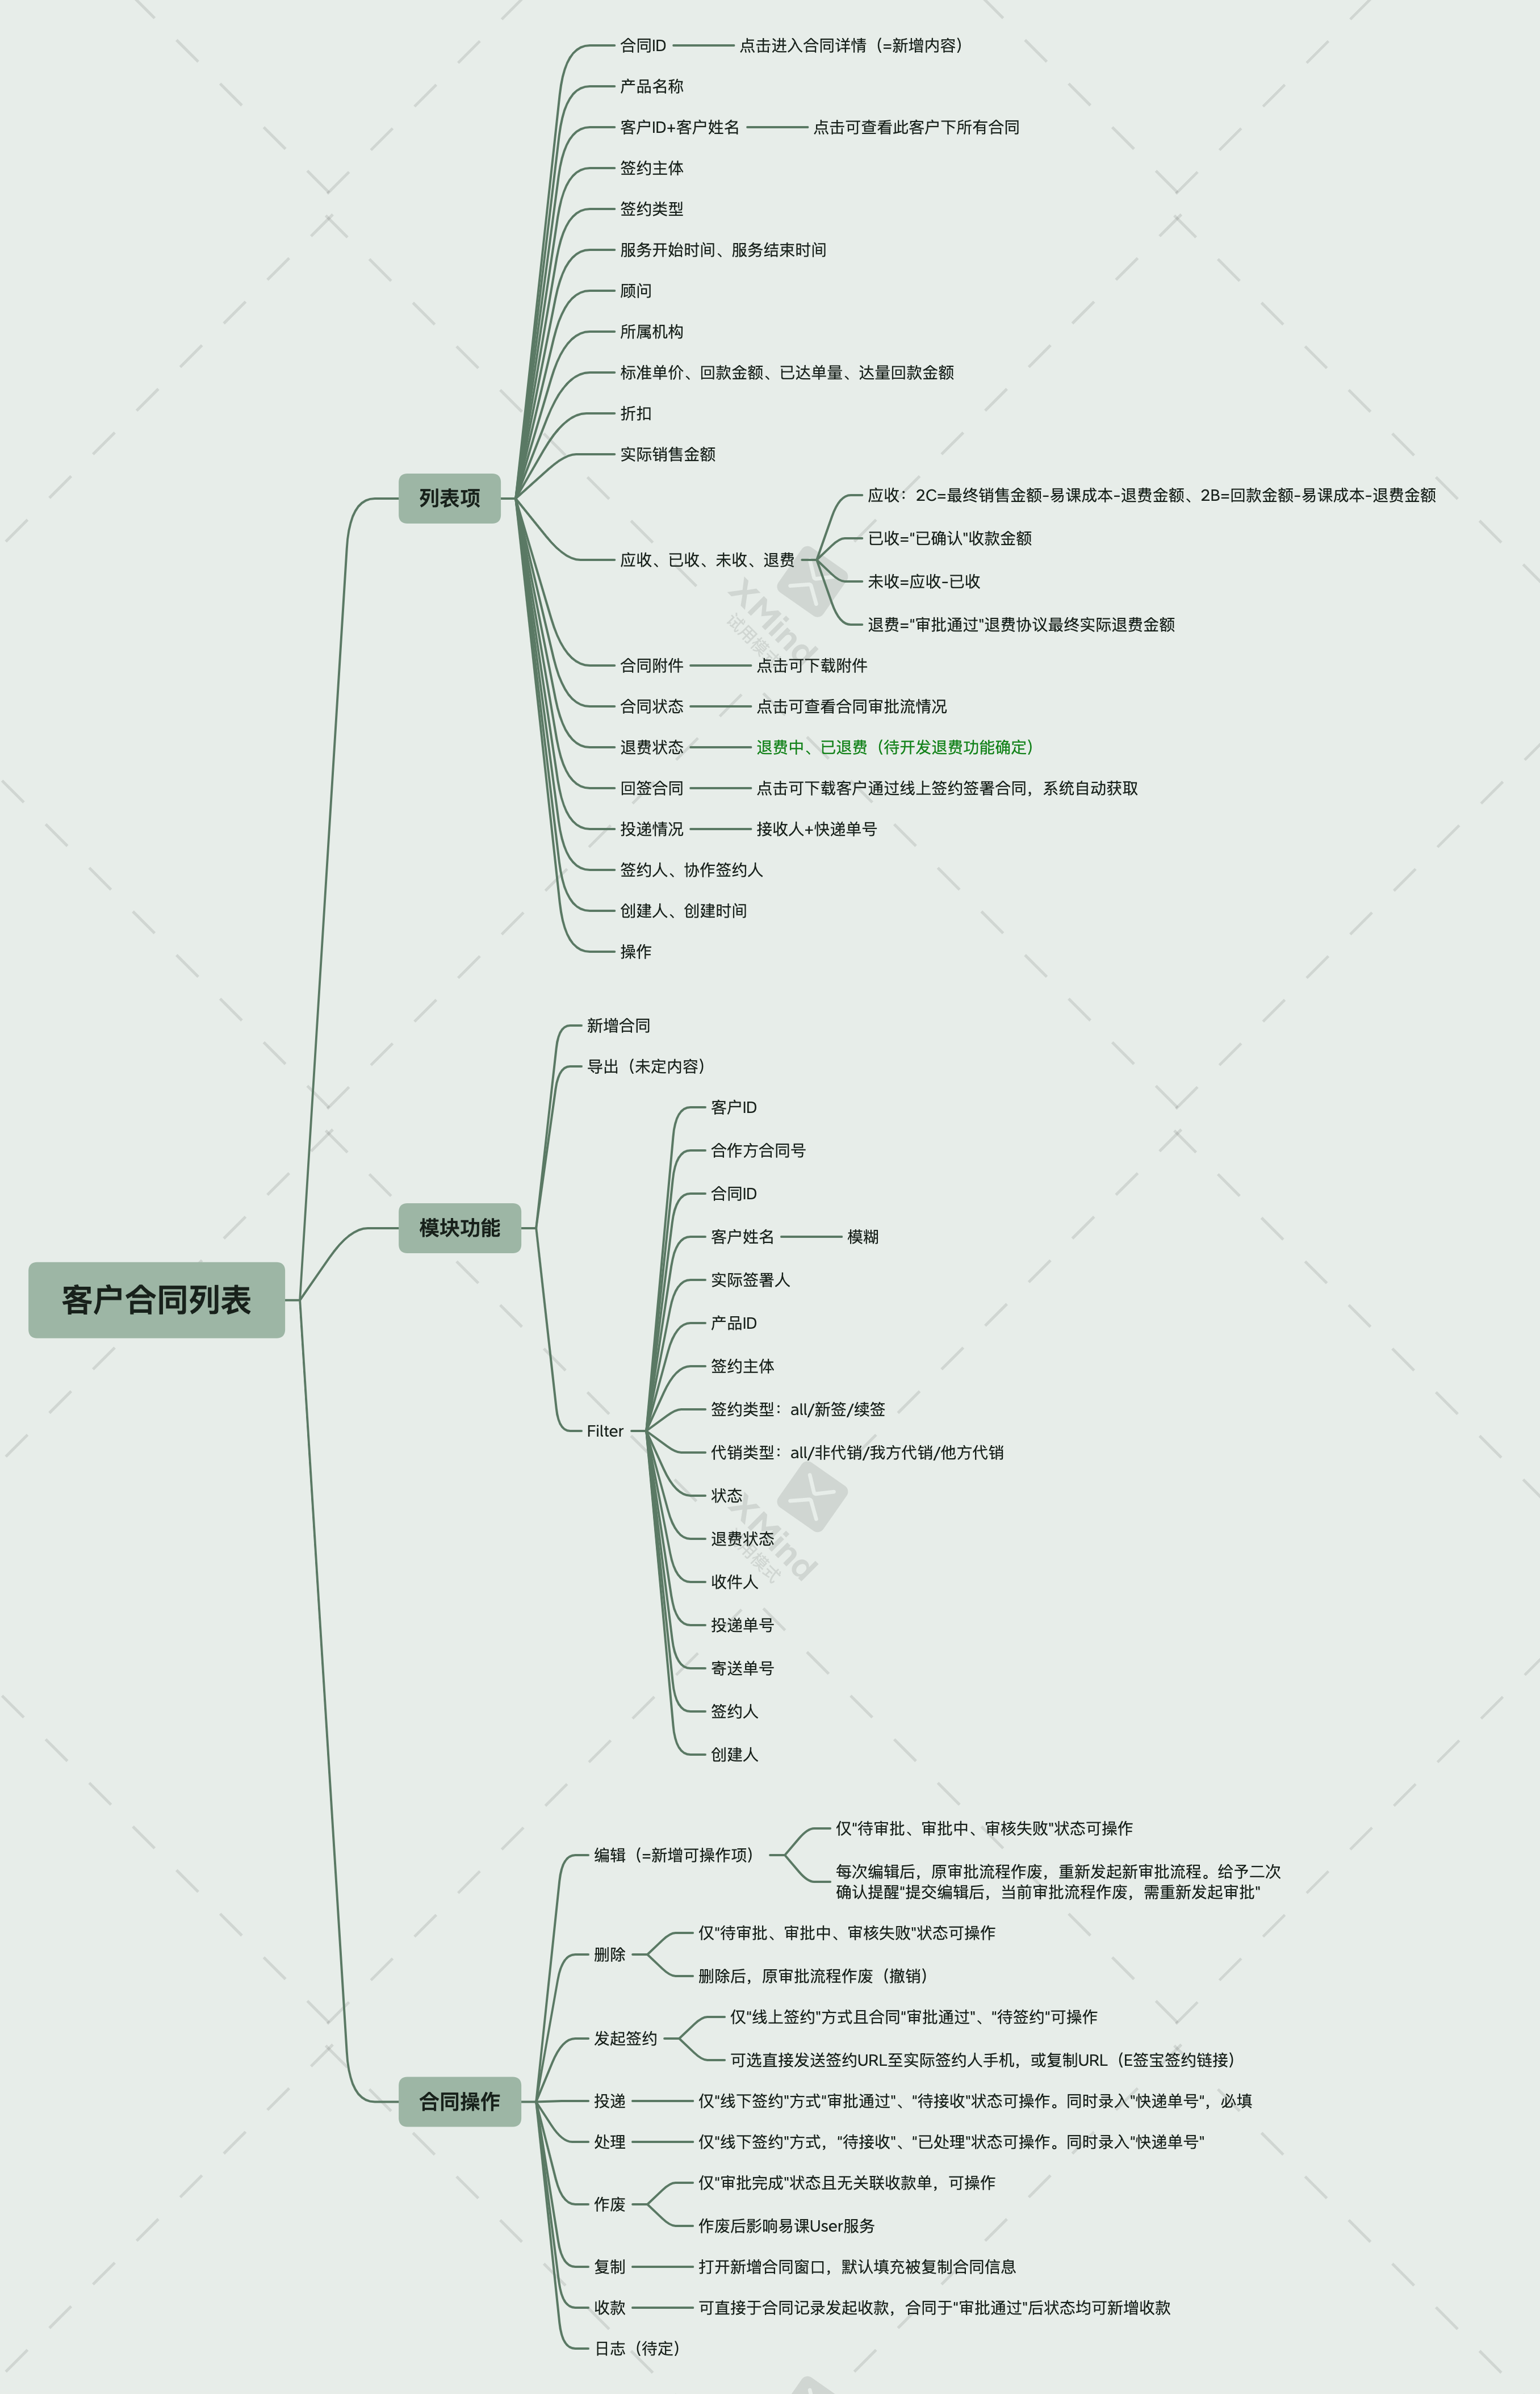 客户合同列表
列表项
合同ID
点击进入合同详情（=新增内容）
产品名称
客户ID+客户姓名
点击可查看此客户下所有合同
签约主体
签约类型
服务开始时间、服务结束时间
顾问
所属机构
标准单价、回款金额、已达单量、达量回款金额
折扣
实际销售金额
应收、已收、未收、退费
应收：2C=最终销售金额-易课成本-退费金额、2B=回款金额-易课成本-退费金额
已收="已确认"收款金额
未收=应收-已收
退费="审批通过"退费协议最终实际退费金额
合同附件
点击可下载附件
合同状态
点击可查看合同审批流情况
退费状态
退费中、已退费（待开发退费功能确定）
回签合同
点击可下载客户通过线上签约签署合同，系统自动获取
投递情况
接收人+快递单号
签约人、协作签约人
创建人、创建时间
操作
模块功能
新增合同
导出（未定内容）
Filter
客户ID
合作方合同号
合同ID
客户姓名
模糊
实际签署人
产品ID
签约主体
签约类型：all/新签/续签
代销类型：all/非代销/我方代销/他方代销
状态
退费状态
收件人
投递单号
寄送单号
签约人
创建人
合同操作
编辑（=新增可操作项）
仅"待审批、审批中、审核失败"状态可操作
每次编辑后，原审批流程作废，重新发起新审批流程。给予二次
确认提醒"提交编辑后，当前审批流程作废，需重新发起审批"
删除
仅"待审批、审批中、审核失败"状态可操作
删除后，原审批流程作废（撤销）
发起签约
仅"线上签约"方式且合同"审批通过"、"待签约"可操作
可选直接发送签约URL至实际签约人手机，或复制URL（E签宝签约链接）
投递
仅"线下签约"方式"审批通过"、"待接收"状态可操作。同时录入"快递单号"，必填
处理
仅"线下签约"方式，"待接收"、"已处理"状态可操作。同时录入"快递单号"
作废
仅"审批完成"状态且无关联收款单，可操作
作废后影响易课User服务
复制
打开新增合同窗口，默认填充被复制合同信息
收款
可直接于合同记录发起收款，合同于"审批通过"后状态均可新增收款
日志（待定）
XMind
试用模式
XMind
试用模式